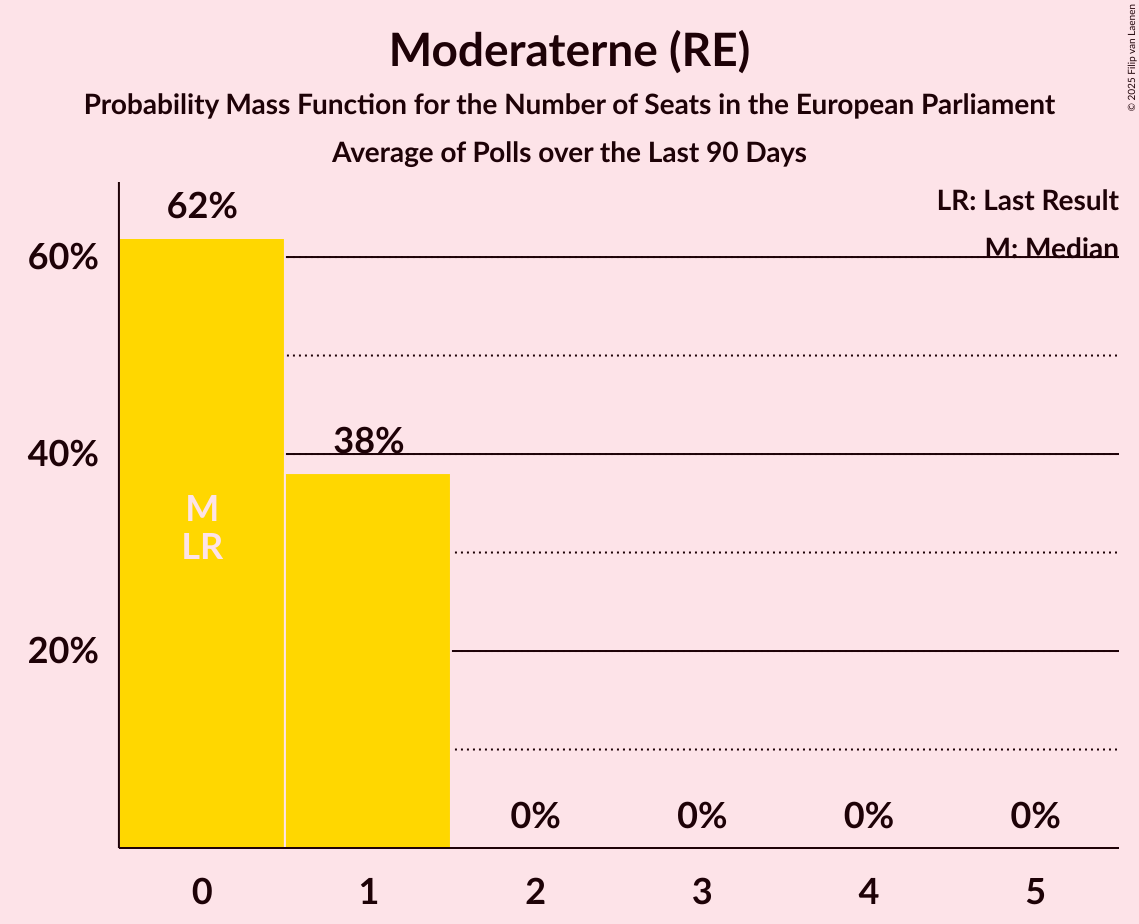 Moderaterne (RE)
Probability Mass Function for the Number of Seats in the European Parliament
Average of Polls over the Last 90 Days
© 2025 Filip van Laenen
LR: Last Result
M: Median
62%
60%
38%
40%
M
LR
20%
0% 0% 0% 0%
0 1 2 3 4 5